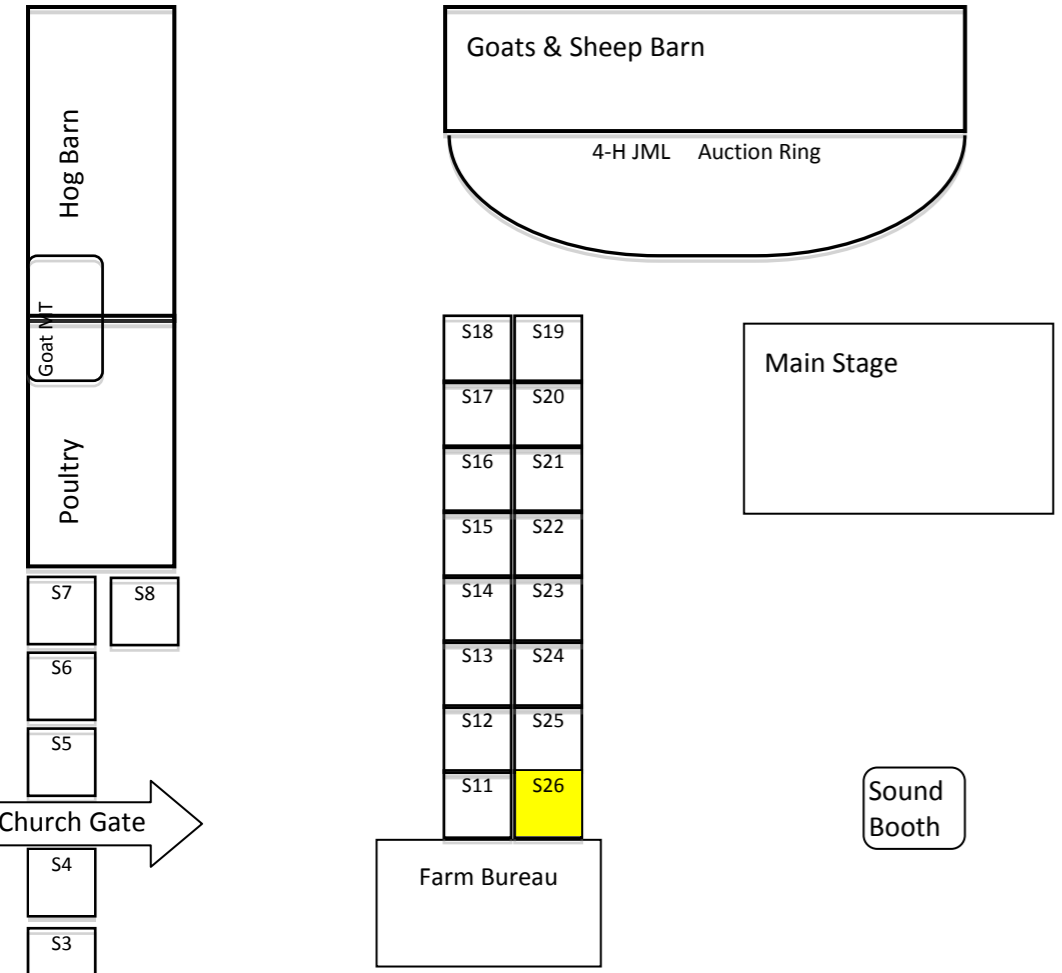 Goats & Sheep Barn
4-H JML Auction Ring
Hog Barn
Goat MT
Poultry
Main Stage
S18 S19
S17 S20
S16 S21
S15 S22
S14 S23
S13 S24
S12 S25
S11 S26
S7 S8
S6
S5
Church Gate
S4
S3
Farm Bureau
Sound
Booth